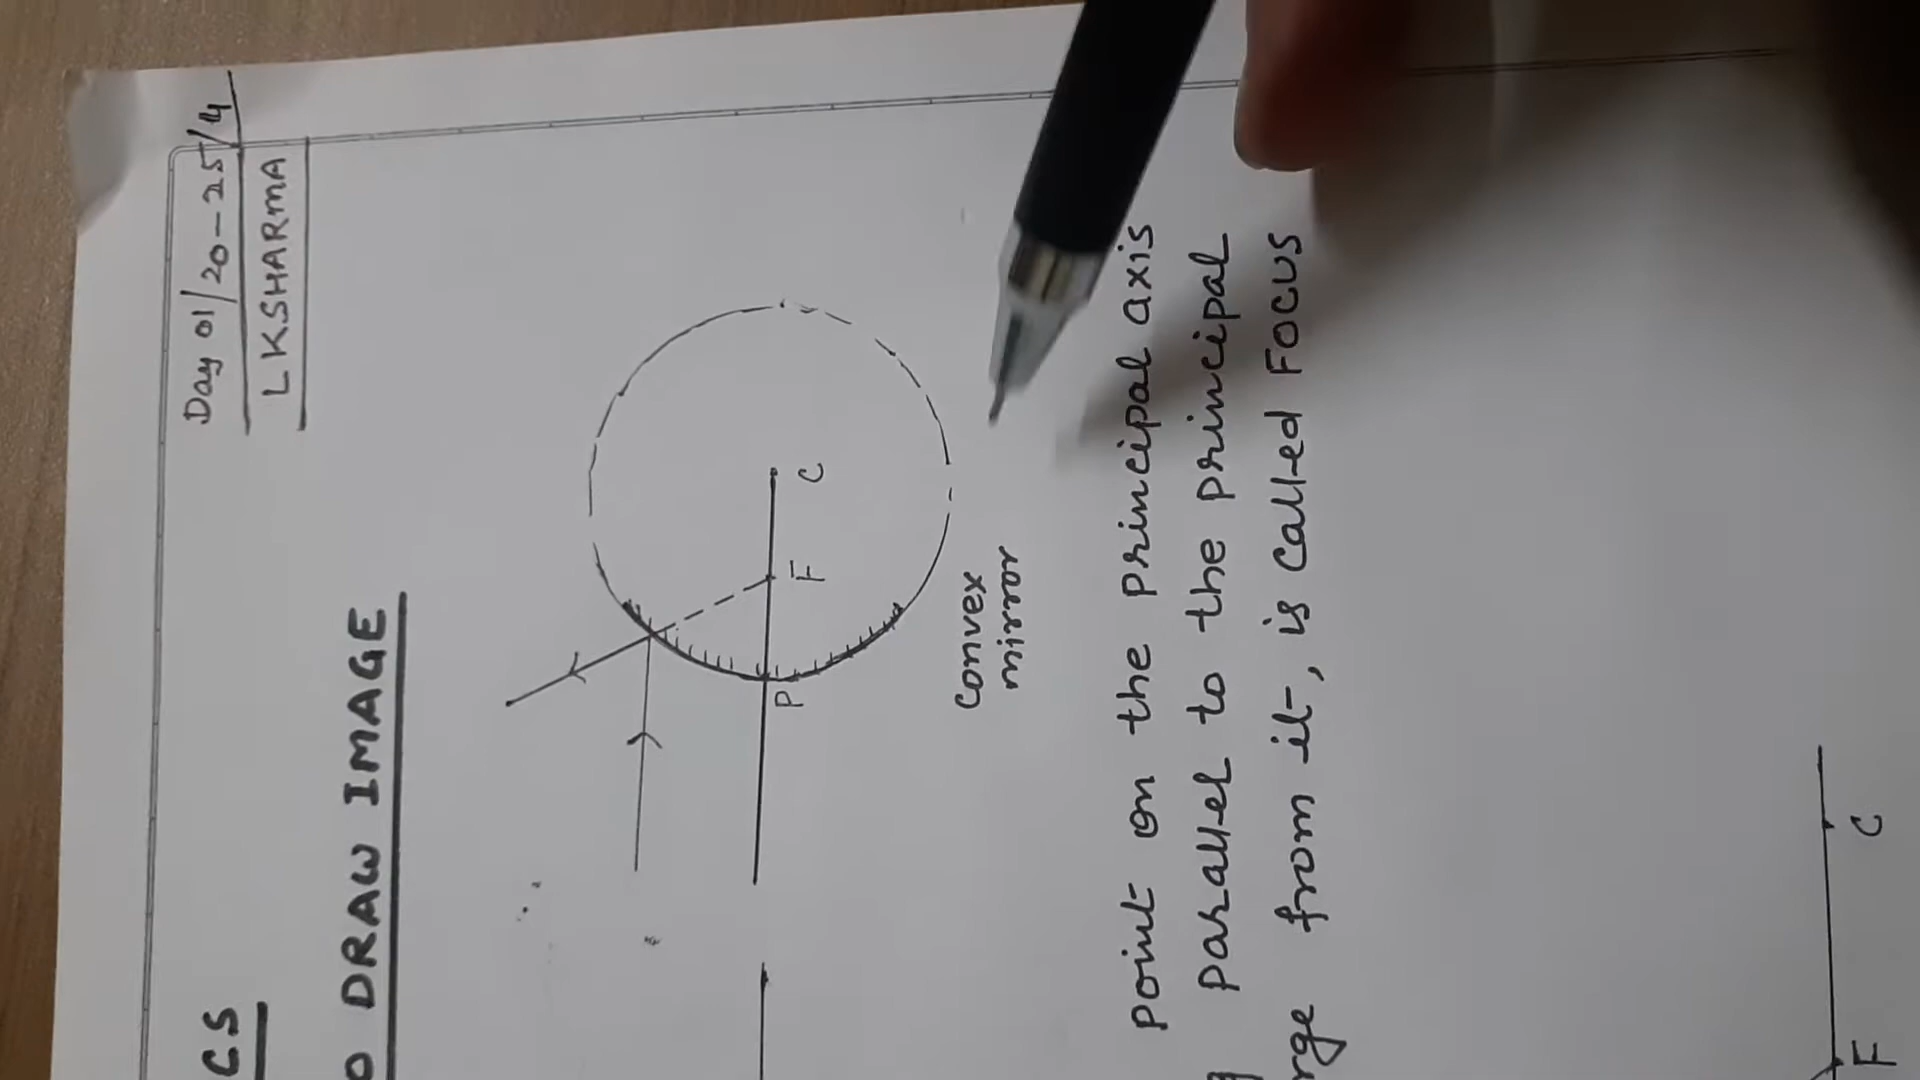 Day 01/20-25/4
LKSHARMA
CS
DRAW IMAGE
C
F
P
Convex
mirror
point on the principal axis
parallel to the principal
from it, is called Focus
C
F